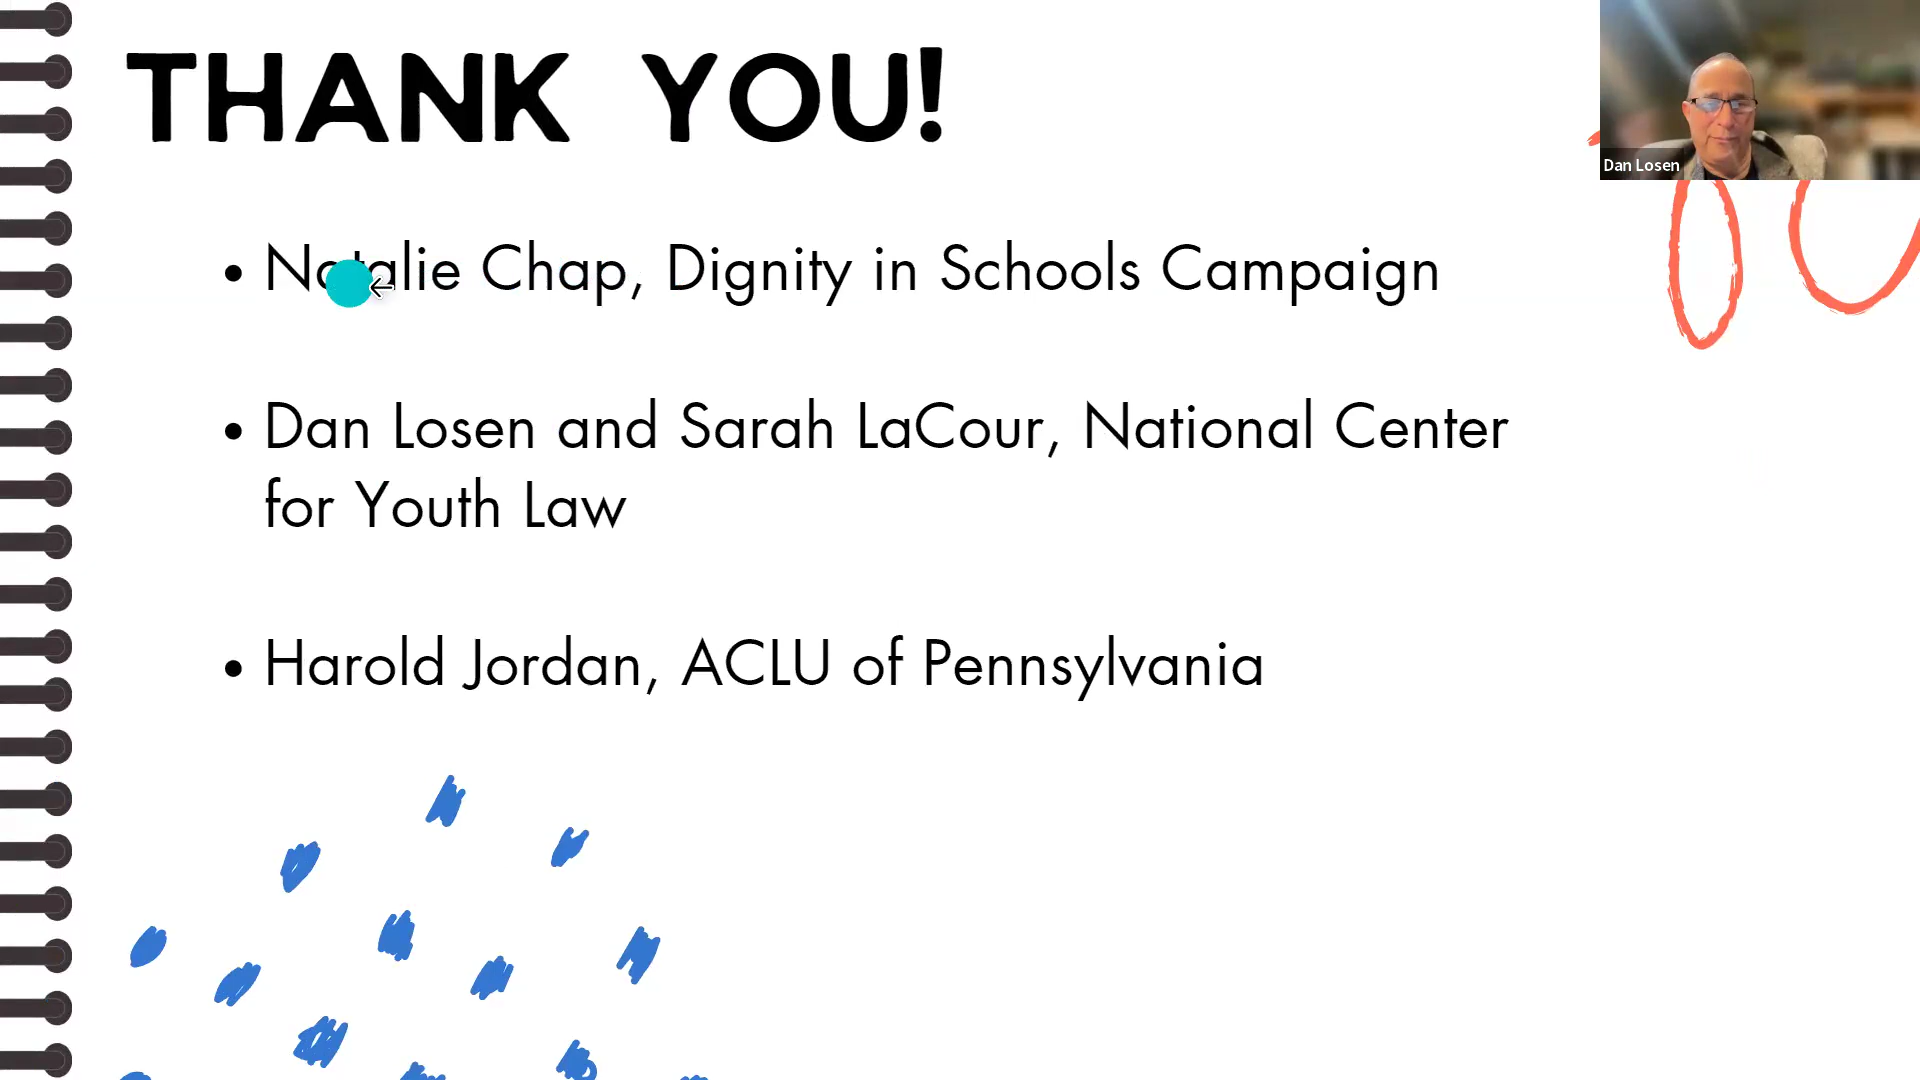 THANK YOU!
Dan Losen
• Natalie Chap, Dignity in Schools Campaign
• Dan Losen and Sarah LaCour, National Center
for Youth Law
• Harold Jordan, ACLU of Pennsylvania